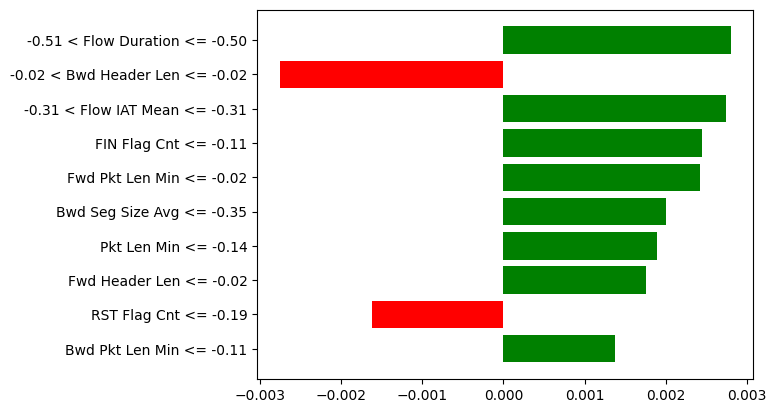 -0.51 < Flow Duration <= -0.50
-0.02 < Bwd Header Len <= -0.02
-0.31 < Flow IAT Mean <= -0.31
FIN Flag Cnt <= -0.11
Fwd Pkt Len Min <= -0.02
Bwd Seg Size Avg <= -0.35
Pkt Len Min <= -0.14
Fwd Header Len <= -0.02
RST Flag Cnt <= -0.19
Bwd Pkt Len Min <= -0.11
−0.003 −0.002 −0.001 0.000 0.001 0.002 0.003